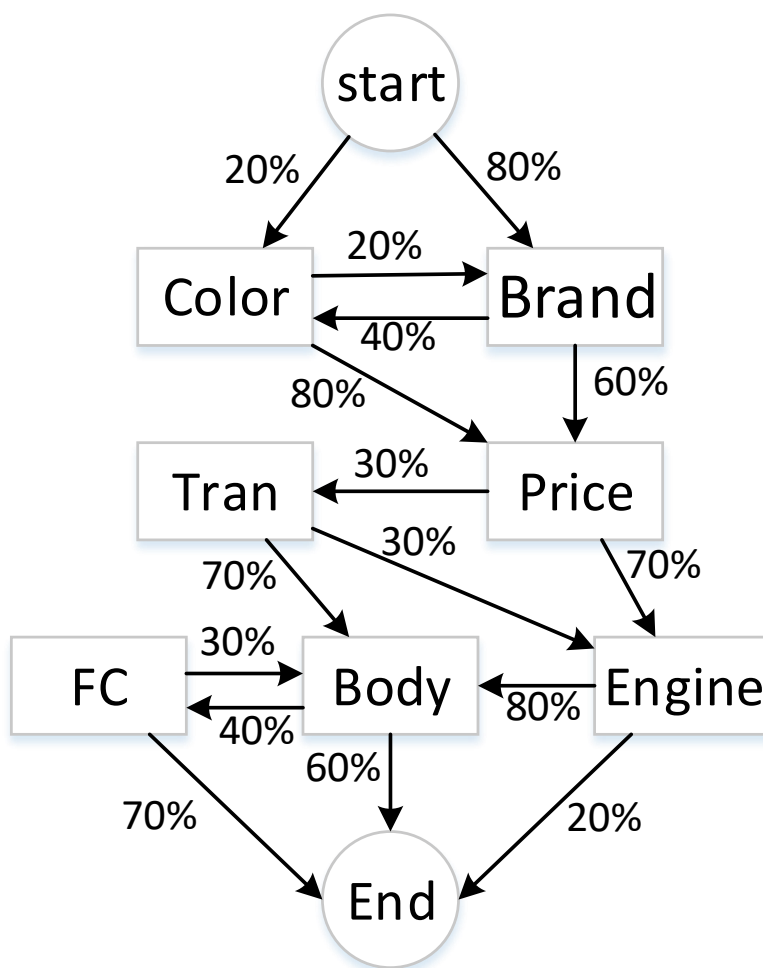 start
20%
80%
20%
Color
Brand
40%
80%
60%
30%
Tran
Price
30%
70%
70%
30%
FC
Body
Engine
40%
80%
60%
70%
20%
End